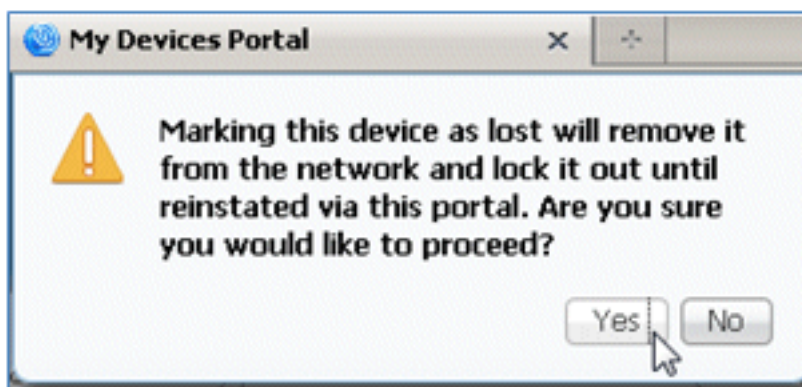 My Devices Portal
Marking this device as lost will remove it
from the network and lock it out until
reinstated via this portal. Are you sure
you would like to proceed?
Yes No